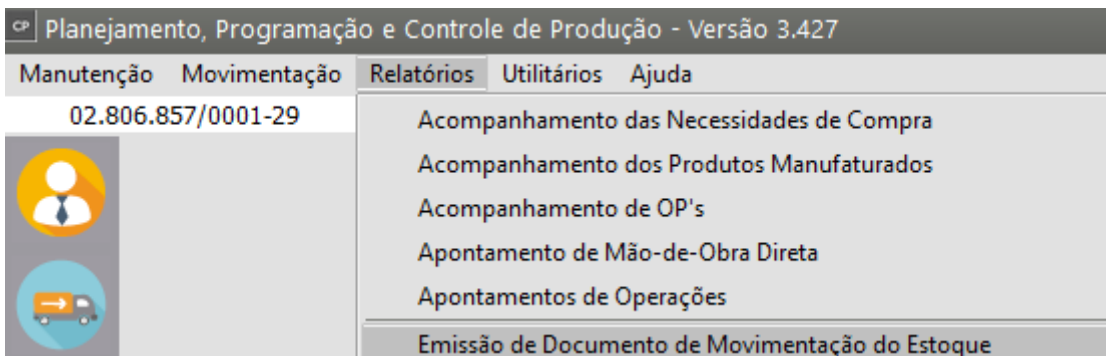 CP Planejamento, Programação e Controle de Produção - Versão 3.427
Manutenção Movimentação Relatórios Utilitários Ajuda
02.806.857/0001-29
Acompanhamento das Necessidades de Compra
Acompanhamento dos Produtos Manufaturados
Acompanhamento de OP's
Apontamento de Mão-de-Obra Direta
Apontamentos de Operações
Emissão de Documento de Movimentação do Estoque